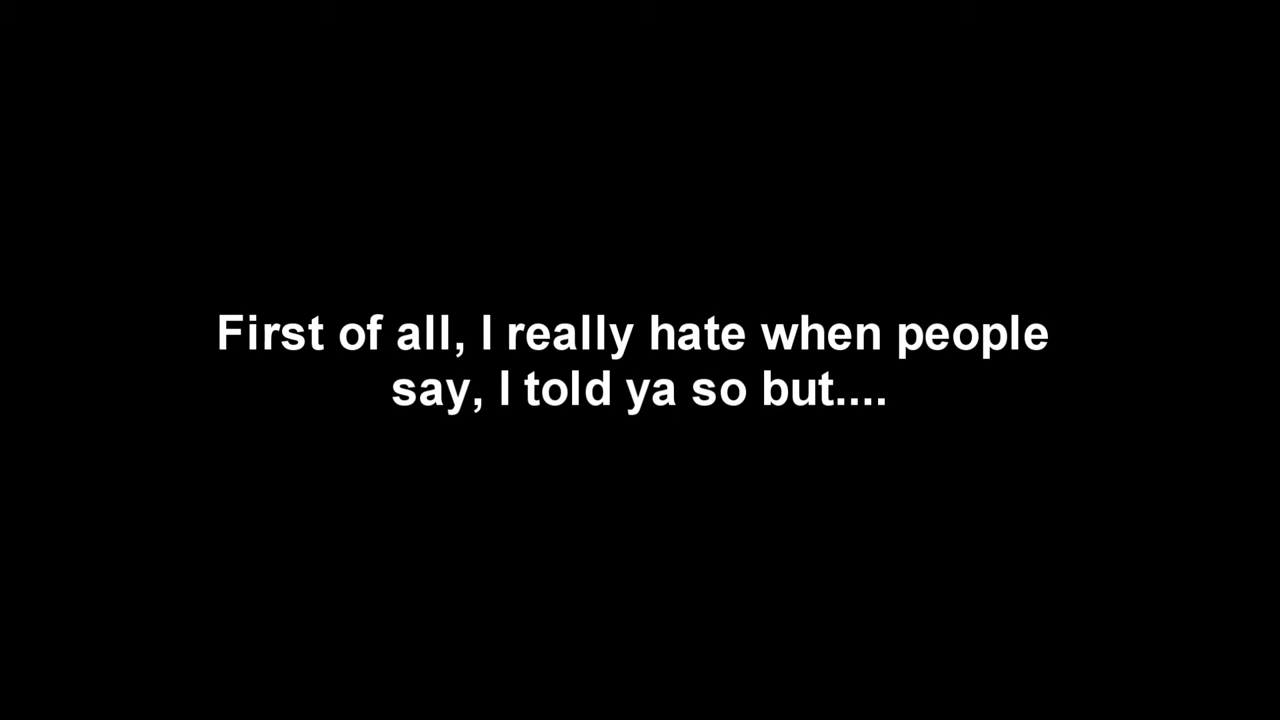 First of all, I really hate when people
say, I told ya so but....